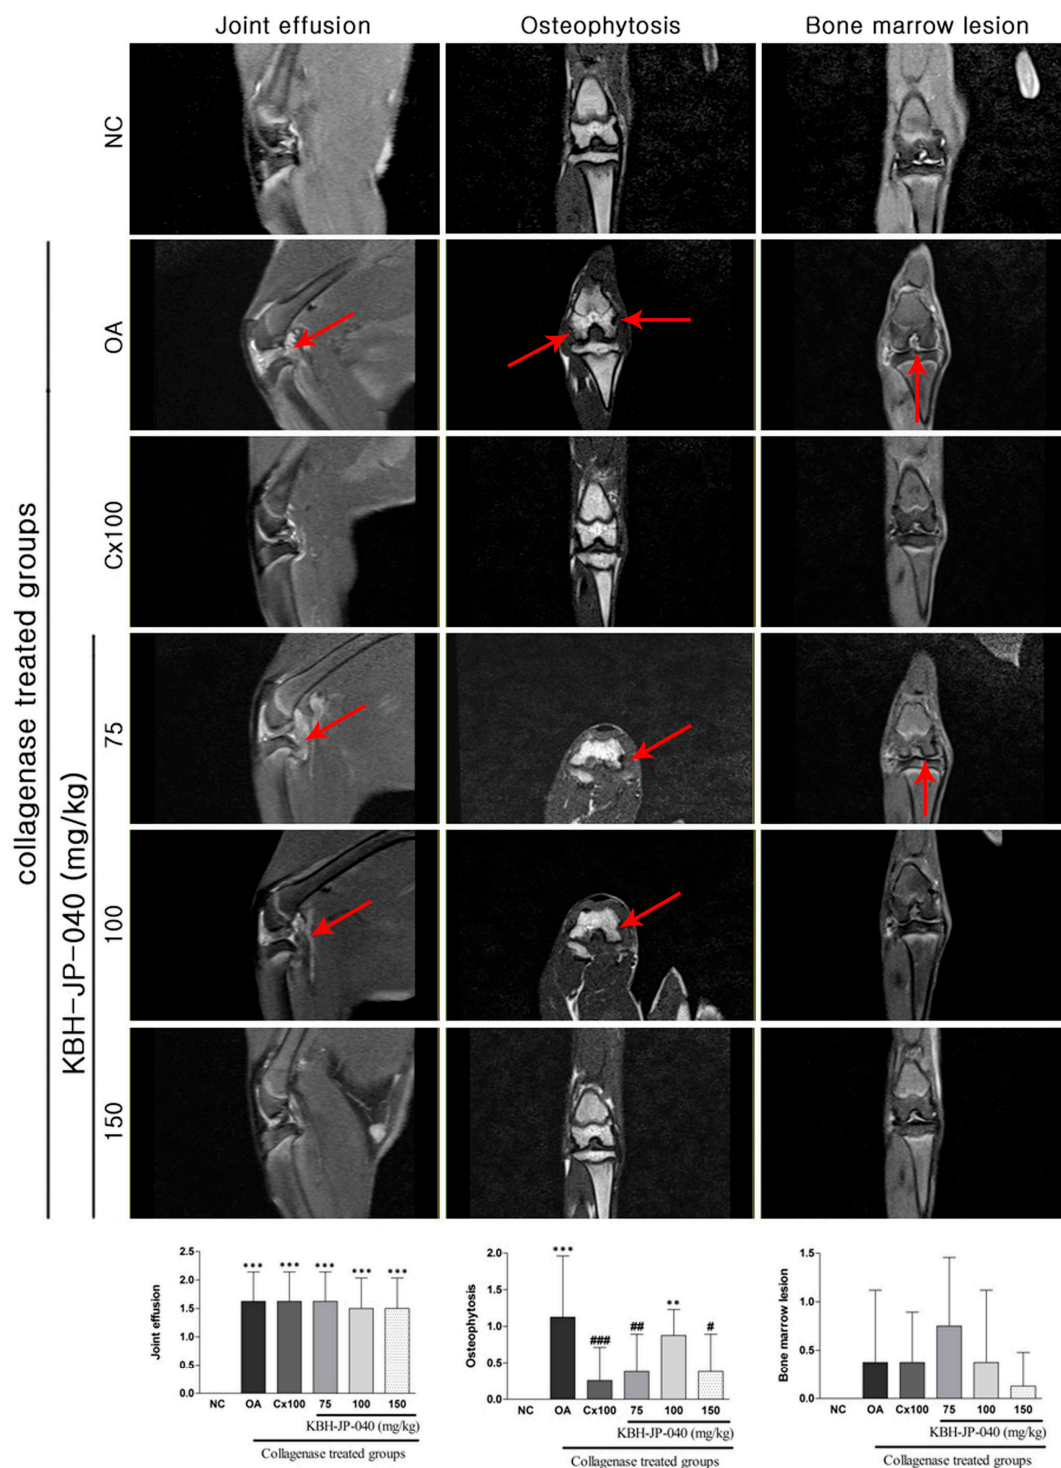 Joint effusion
Osteophytosis
Bone marrow lesion
NC
OA
Cx100
75
100
150
collagenase treated groups
KBH-JP-040 (mg/kg)
Joint effusion
2.5
2.0
1.5
1.0
0.5
0.0
*** *** *** *** ***
NC OA Cx100 75 100 150
KBH-JP-040 (mg/kg)
Collagenase treated groups
Osteophytosis
2.0
1.5
1.0
0.5
0.0
*** ### ## ** #
NC OA Cx100 75 100 150
KBH-JP-040 (mg/kg)
Collagenase treated groups
Bone marrow lesion
1.5
1.0
0.5
0.0
NC OA Cx100 75 100 150
KBH-JP-040 (mg/kg)
Collagenase treated groups